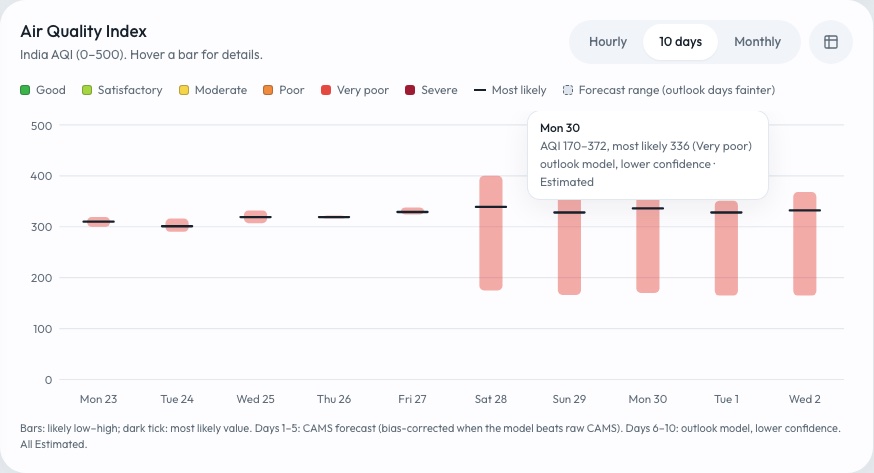 Air Quality Index
India AQI (0–500). Hover a bar for details.
Hourly 10 days Monthly
Good Satisfactory Moderate Poor Very poor Severe Most likely Forecast range (outlook days fainter)
500
400
300
200
100
0
Mon 30
AQI 170–372, most likely 336 (Very poor)
outlook model, lower confidence ·
Estimated
Mon 23 Tue 24 Wed 25 Thu 26 Fri 27 Sat 28 Sun 29 Mon 30 Tue 1 Wed 2
Bars: likely low–high; dark tick: most likely value. Days 1–5: CAMS forecast (bias-corrected when the model beats raw CAMS). Days 6–10: outlook model, lower confidence.
All Estimated.